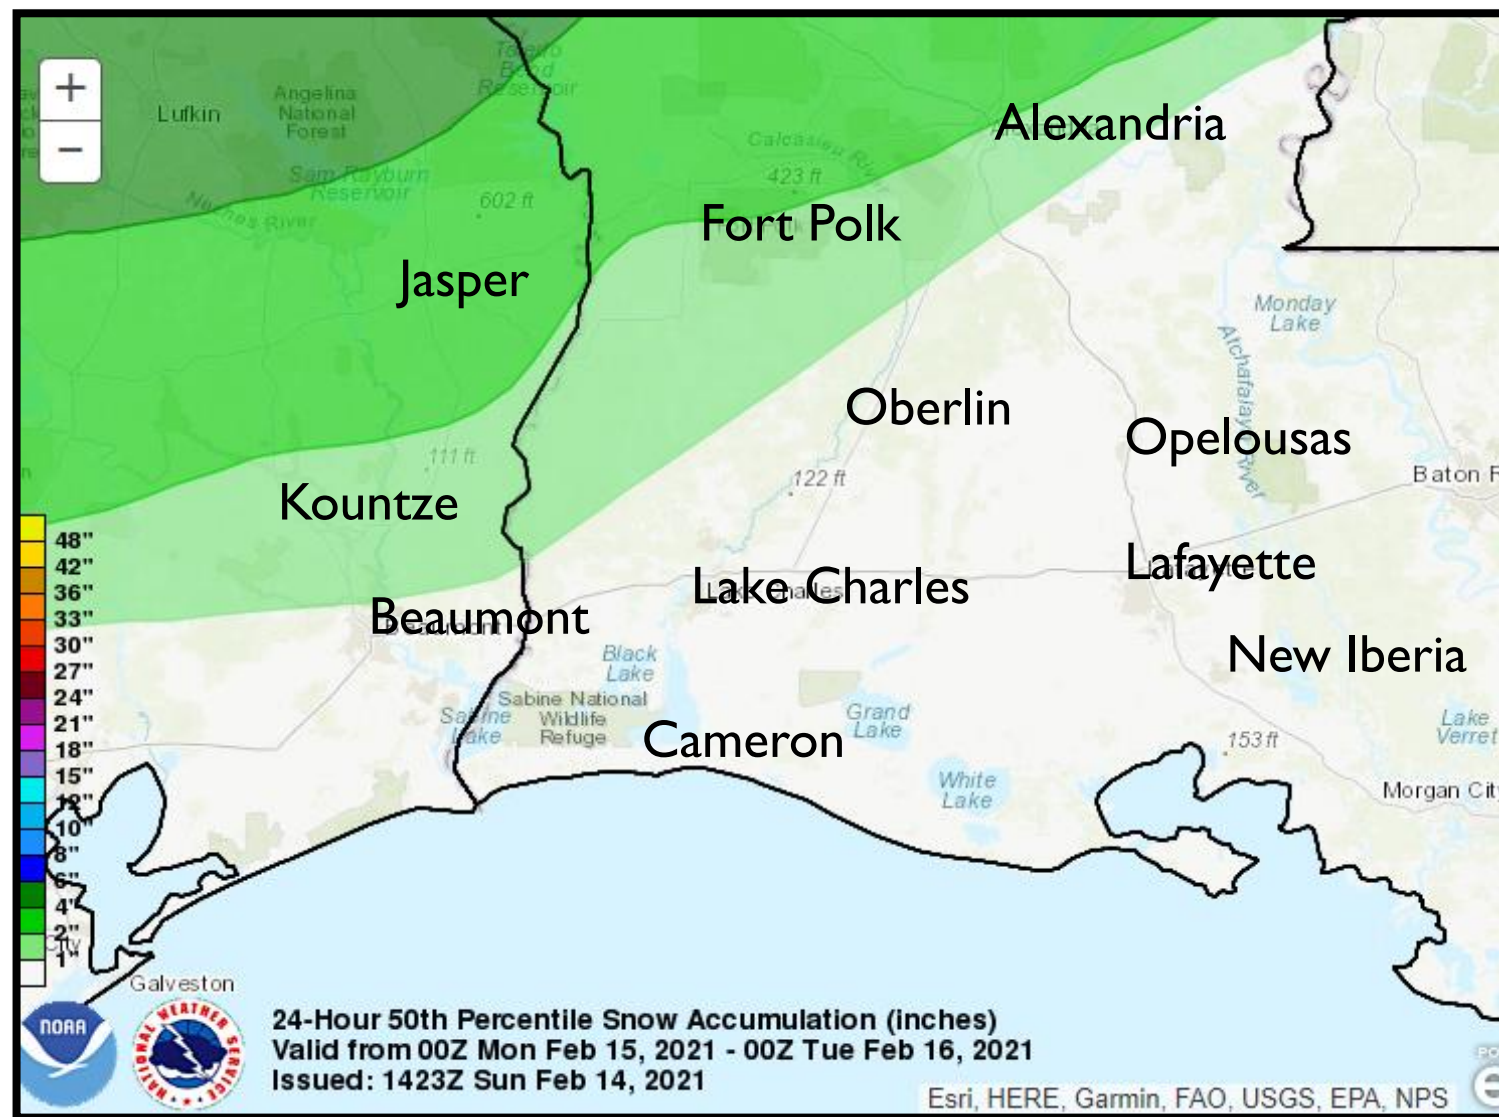 +
−
Lufkin
Angelina
National
Forest
Toledo
Bend
Reservoir
Alexandria
Calcasieu River
423 ft
Sam Rayburn
Reservoir
Neches River
602 ft
Fort Polk
Jasper
Monday
Lake
Atchafalaya River
Oberlin
Opelousas
111 ft
122 ft
Baton R
Kountze
Lafayette
Lake Charles
Beaumont
Black
Lake
New Iberia
Sabine National
Wildlife
Refuge
Sabine
Lake
Grand
Lake
Cameron
Lake
Verret
153 ft
White
Lake
Morgan City
48"
42"
36"
33"
30"
27"
24"
21"
18"
15"
12"
10"
8"
6"
4"
2"
1"
City
Galveston
NOAA
NATIONAL WEATHER SERVICE
24-Hour 50th Percentile Snow Accumulation (inches)
Valid from 00Z Mon Feb 15, 2021 - 00Z Tue Feb 16, 2021
Issued: 1423Z Sun Feb 14, 2021
Esri, HERE, Garmin, FAO, USGS, EPA, NPS